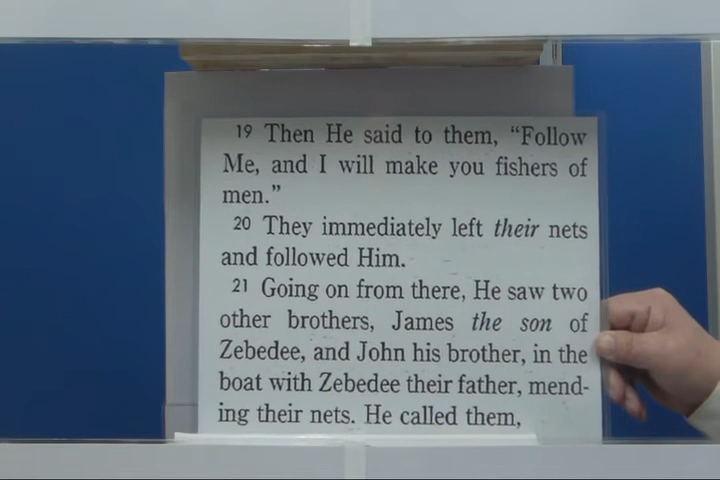 19 Then He said to them, “Follow
Me, and I will make you fishers of
men.”
20 They immediately left their nets
and followed Him.
21 Going on from there, He saw two
other brothers, James the son of
Zebedee, and John his brother, in the
boat with Zebedee their father, mend-
ing their nets. He called them,